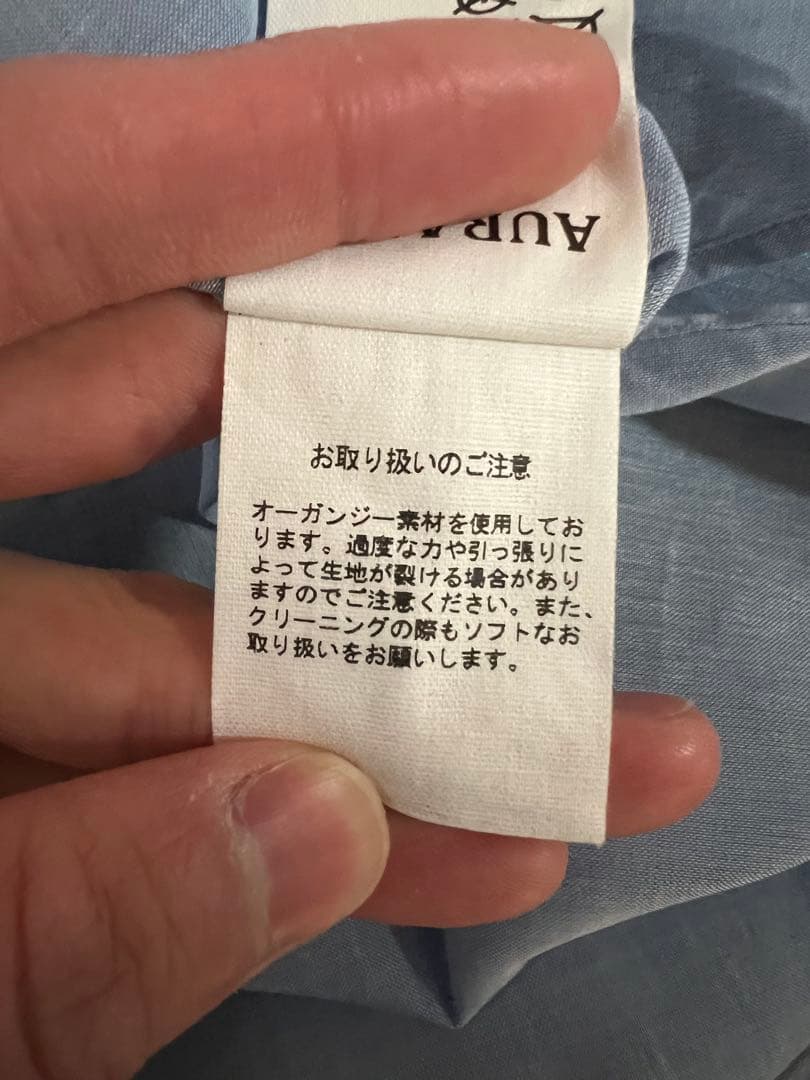 お取り扱いのご注意
オーガンジー素材を使用してお
ります。過度な力や引っ張りに
よって生地が裂ける場合があり
ますのでご注意ください。また、
クリーニングの際もソフトなお
取り扱いをお願いします。